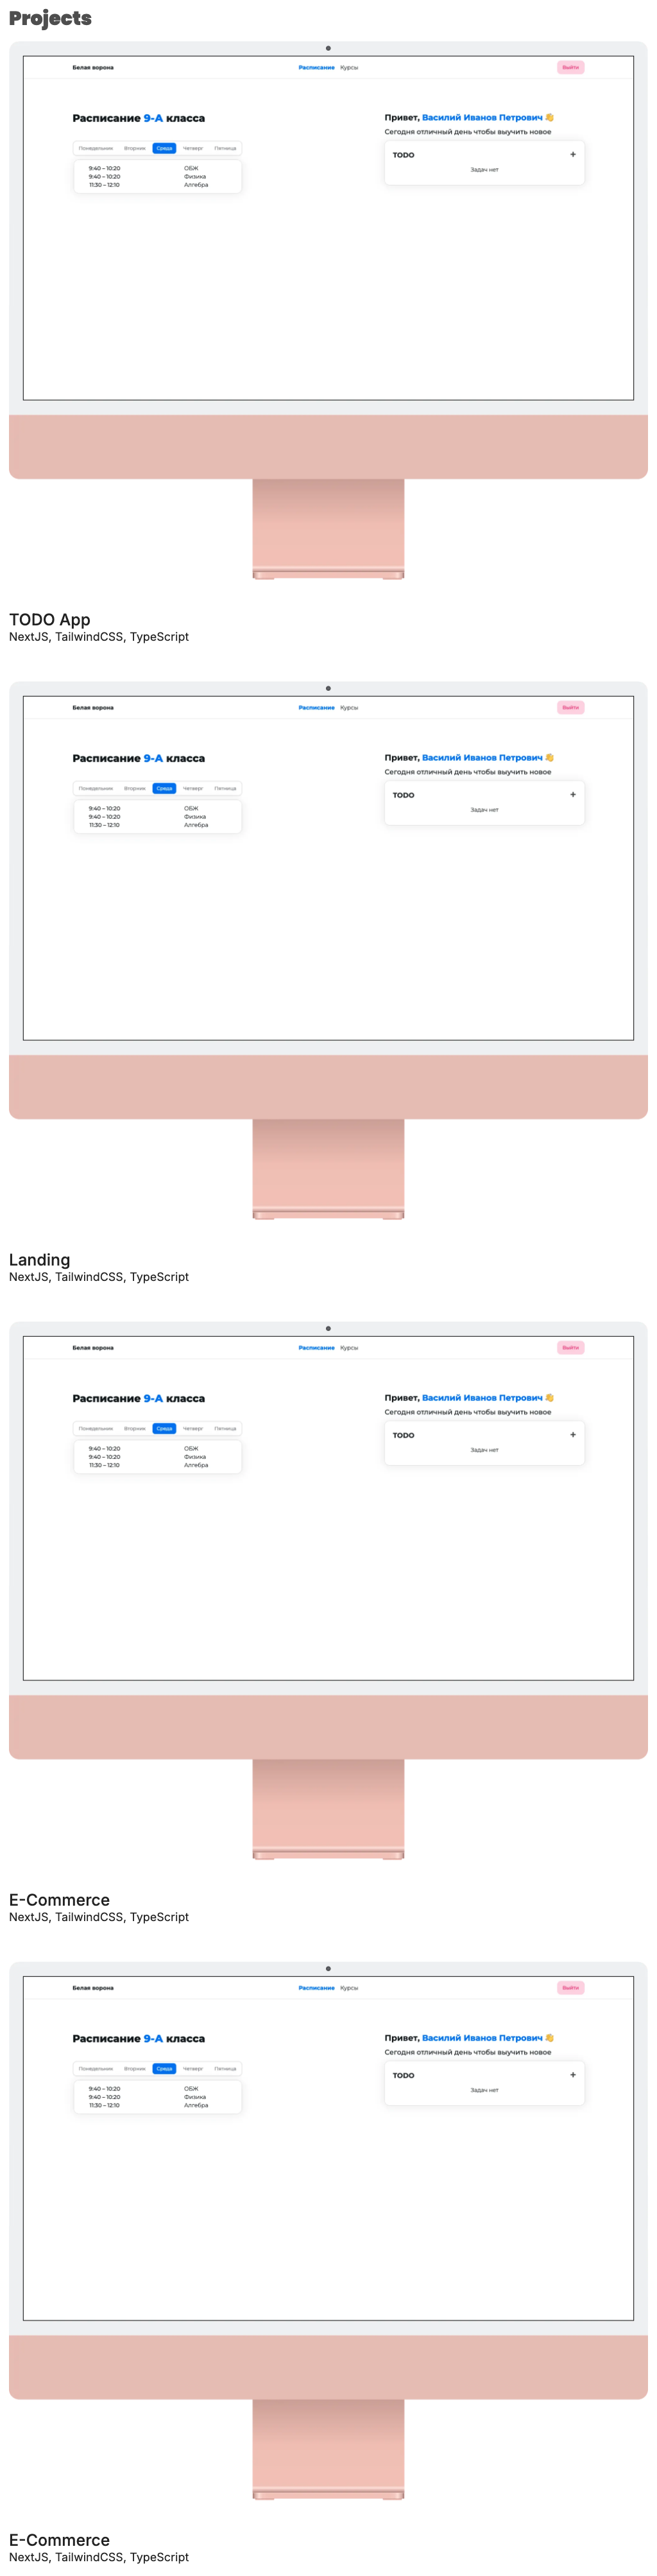 Projects
Белая ворона Расписание Курсы Выйти
Расписание 9-А класса
Понедельник Вторник Среда Четверг Пятница
9:40 – 10:20 ОБЖ
9:40 – 10:20 Физика
11:30 – 12:10 Алгебра
Привет, Василий Иванов Петрович 👋
Сегодня отличный день чтобы выучить новое
TODO +
Задач нет
TODO App
NextJS, TailwindCSS, TypeScript
Белая ворона Расписание Курсы Выйти
Расписание 9-А класса
Понедельник Вторник Среда Четверг Пятница
9:40 – 10:20 ОБЖ
9:40 – 10:20 Физика
11:30 – 12:10 Алгебра
Привет, Василий Иванов Петрович 👋
Сегодня отличный день чтобы выучить новое
TODO +
Задач нет
Landing
NextJS, TailwindCSS, TypeScript
Белая ворона Расписание Курсы Выйти
Расписание 9-А класса
Понедельник Вторник Среда Четверг Пятница
9:40 – 10:20 ОБЖ
9:40 – 10:20 Физика
11:30 – 12:10 Алгебра
Привет, Василий Иванов Петрович 👋
Сегодня отличный день чтобы выучить новое
TODO +
Задач нет
E-Commerce
NextJS, TailwindCSS, TypeScript
Белая ворона Расписание Курсы Выйти
Расписание 9-А класса
Понедельник Вторник Среда Четверг Пятница
9:40 – 10:20 ОБЖ
9:40 – 10:20 Физика
11:30 – 12:10 Алгебра
Привет, Василий Иванов Петрович 👋
Сегодня отличный день чтобы выучить новое
TODO +
Задач нет
E-Commerce
NextJS, TailwindCSS, TypeScript